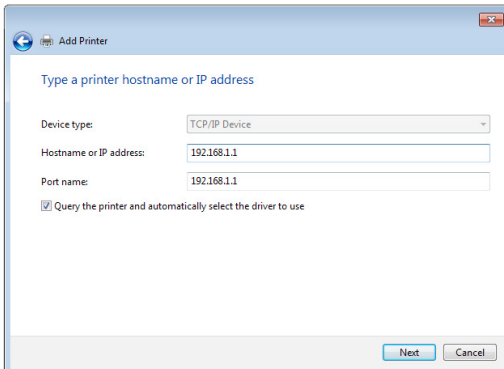 Add Printer
Type a printer hostname or IP address
Device type: TCP/IP Device
Hostname or IP address: 192.168.1.1
Port name: 192.168.1.1
Query the printer and automatically select the driver to use
Next Cancel